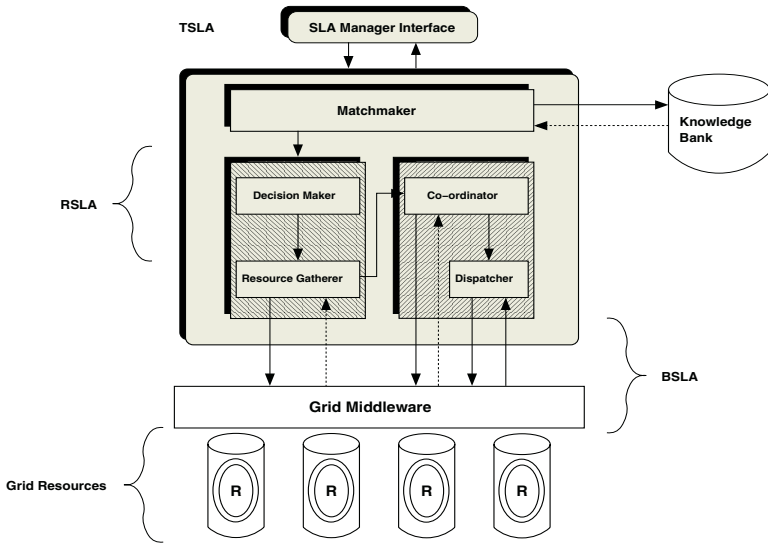 TSLA
SLA Manager Interface
Matchmaker
Knowledge
Bank
RSLA
Decision Maker
Co–ordinator
Resource Gatherer
Dispatcher
BSLA
Grid Middleware
Grid Resources
R
R
R
R